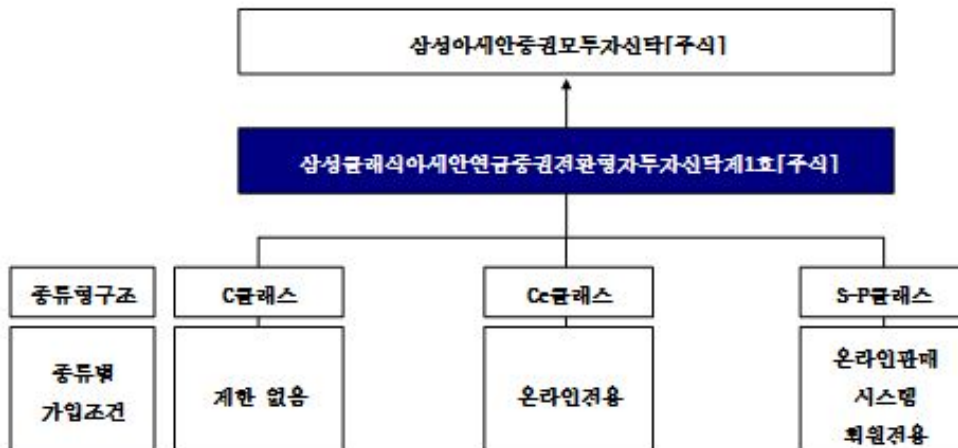 삼성아세안증권모투자신탁[주식]
삼성클래식아세안연금증권전환형자투자신탁제1호[주식]
종류형구조
C클래스
Ce클래스
S-P클래스
종류별
가입조건
제한 없음
온라인전용
온라인판매
시스템
회원전용